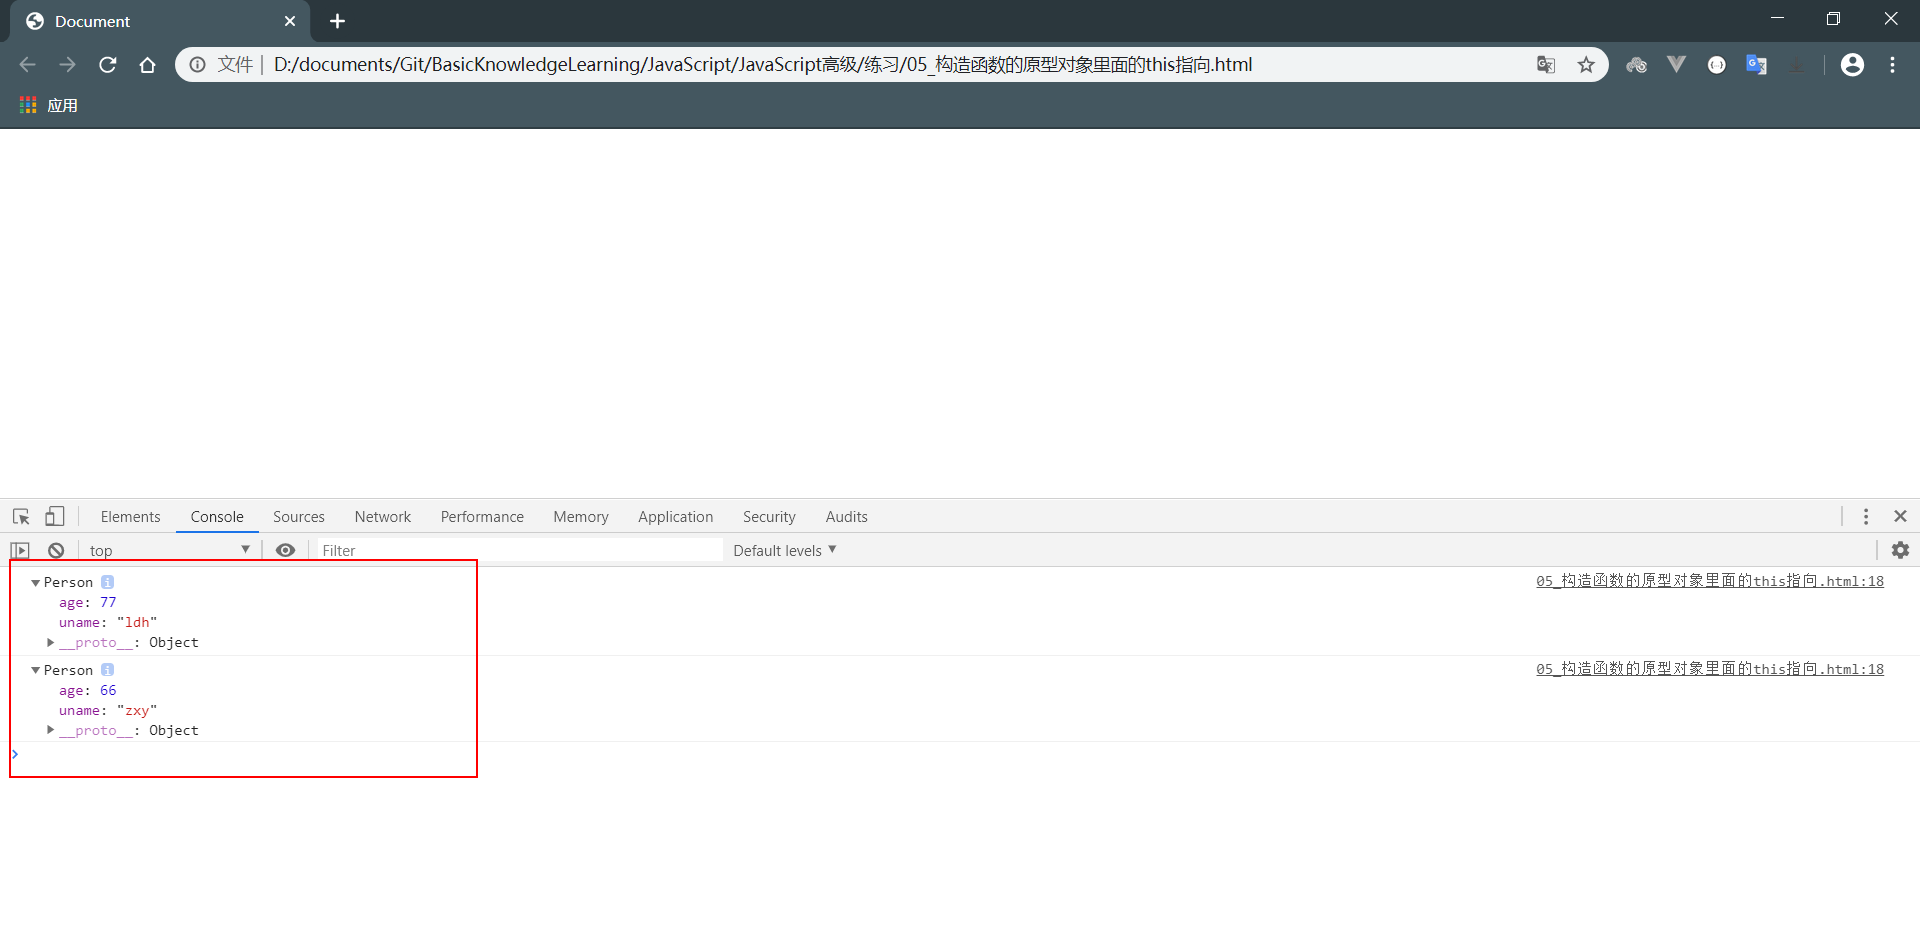 Document
文件 | D:/documents/Git/BasicKnowledgeLearning/JavaScript/JavaScript高级/练习/05_构造函数的原型对象里面的this指向.html
应用
Elements Console Sources Network Performance Memory Application Security Audits
top Filter Default levels
Person 05_构造函数的原型对象里面的this指向.html:18
age: 77
uname: "ldh"
__proto__: Object
Person 05_构造函数的原型对象里面的this指向.html:18
age: 66
uname: "zxy"
__proto__: Object